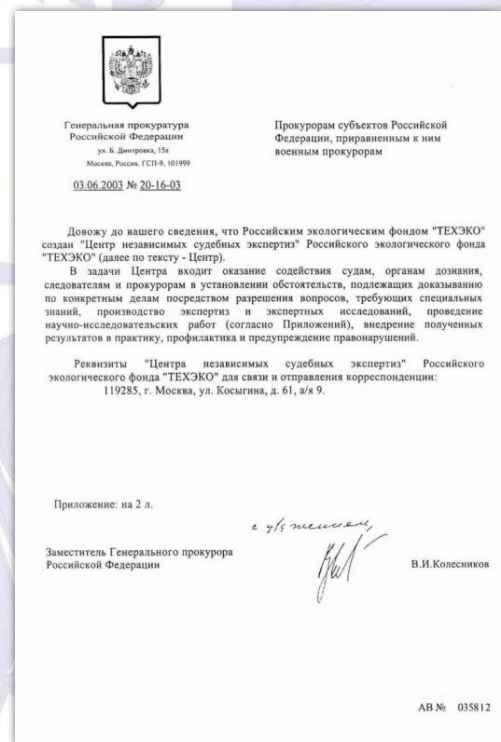 Генеральная прокуратура
Российской Федерации
ул. Б. Дмитровка, 15а
Москва, Россия, ГСП-9, 101999
03.06.2003 № 20-16-03
Прокурорам субъектов Российской
Федерации, приравненным к ним
военным прокурорам
Довожу до вашего сведения, что Российским экологическим фондом "ТЕХЭКО"
создан "Центр независимых судебных экспертиз" Российского экологического фонда
"ТЕХЭКО" (далее по тексту - Центр).
В задачи Центра входит оказание содействия судам, органам дознания,
следователям и прокурорам в установлении обстоятельств, подлежащих доказыванию
по конкретным делам посредством разрешения вопросов, требующих специальных
знаний, производство экспертиз и экспертных исследований, проведение
научно-исследовательских работ (согласно Приложений), внедрение полученных
результатов в практику, профилактика и предупреждение правонарушений.
Реквизиты "Центра независимых судебных экспертиз" Российского
экологического фонда "ТЕХЭКО" для связи и отправления корреспонденции:
119285, г. Москва, ул. Косыгина, д. 61, а/я 9.
Приложение: на 2 л.
с уважением,
Заместитель Генерального прокурора
Российской Федерации
В.И.Колесников
АВ № 035812